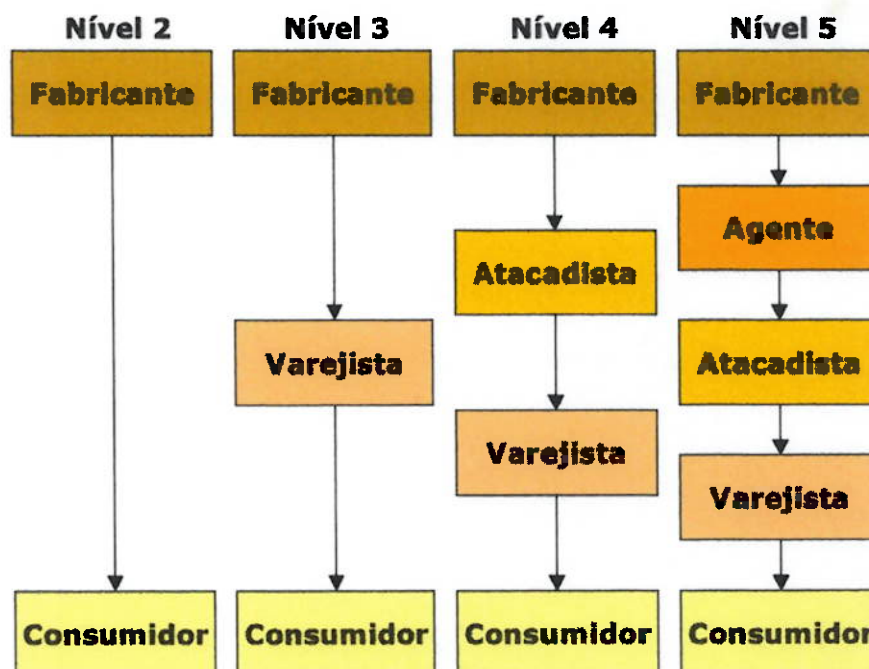 Nível 2
Nível 3
Nível 4
Nível 5
Fabricante
Fabricante
Fabricante
Fabricante
Agente
Atacadista
Varejista
Atacadista
Varejista
Varejista
Consumidor
Consumidor
Consumidor
Consumidor